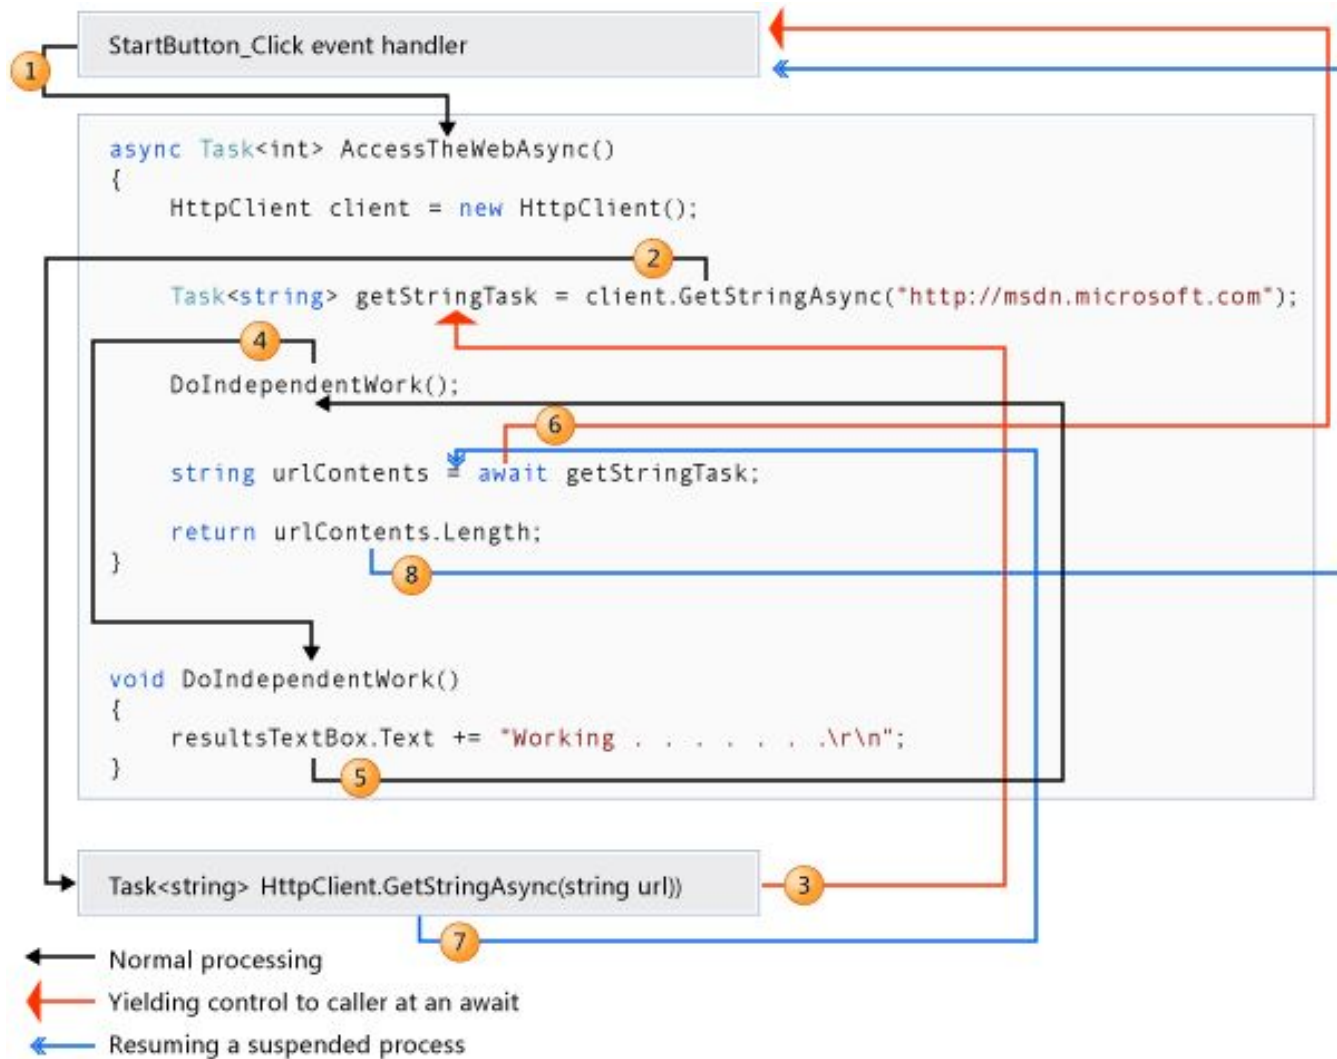 StartButton_Click event handler
1
async Task<int> AccessTheWebAsync()
{
HttpClient client = new HttpClient();
2
Task<string> getStringTask = client.GetStringAsync("http://msdn.microsoft.com");
4
DoIndependentWork();
6
string urlContents = await getStringTask;
return urlContents.Length;
}
8
void DoIndependentWork()
{
resultsTextBox.Text += "Working . . . . . . .\r\n";
}
5
Task<string> HttpClient.GetStringAsync(string url))
3
7
Normal processing
Yielding control to caller at an await
Resuming a suspended process